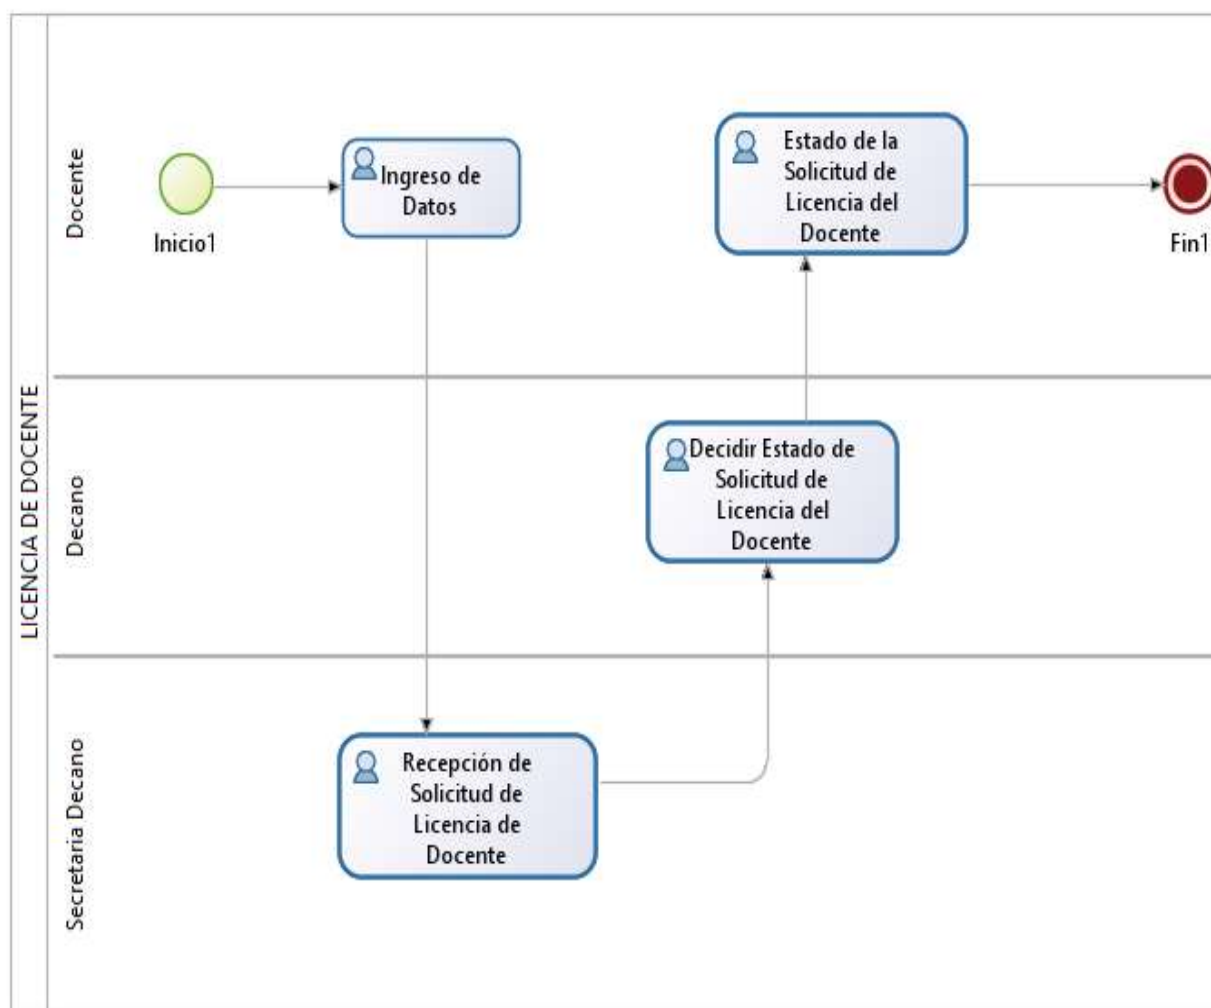 LICENCIA DE DOCENTE
Docente
Inicio1
Ingreso de
Datos
Estado de la
Solicitud de
Licencia del
Docente
Fin1
Decano
Decidir Estado de
Solicitud de
Licencia del
Docente
Secretaria Decano
Recepción de
Solicitud de
Licencia de
Docente